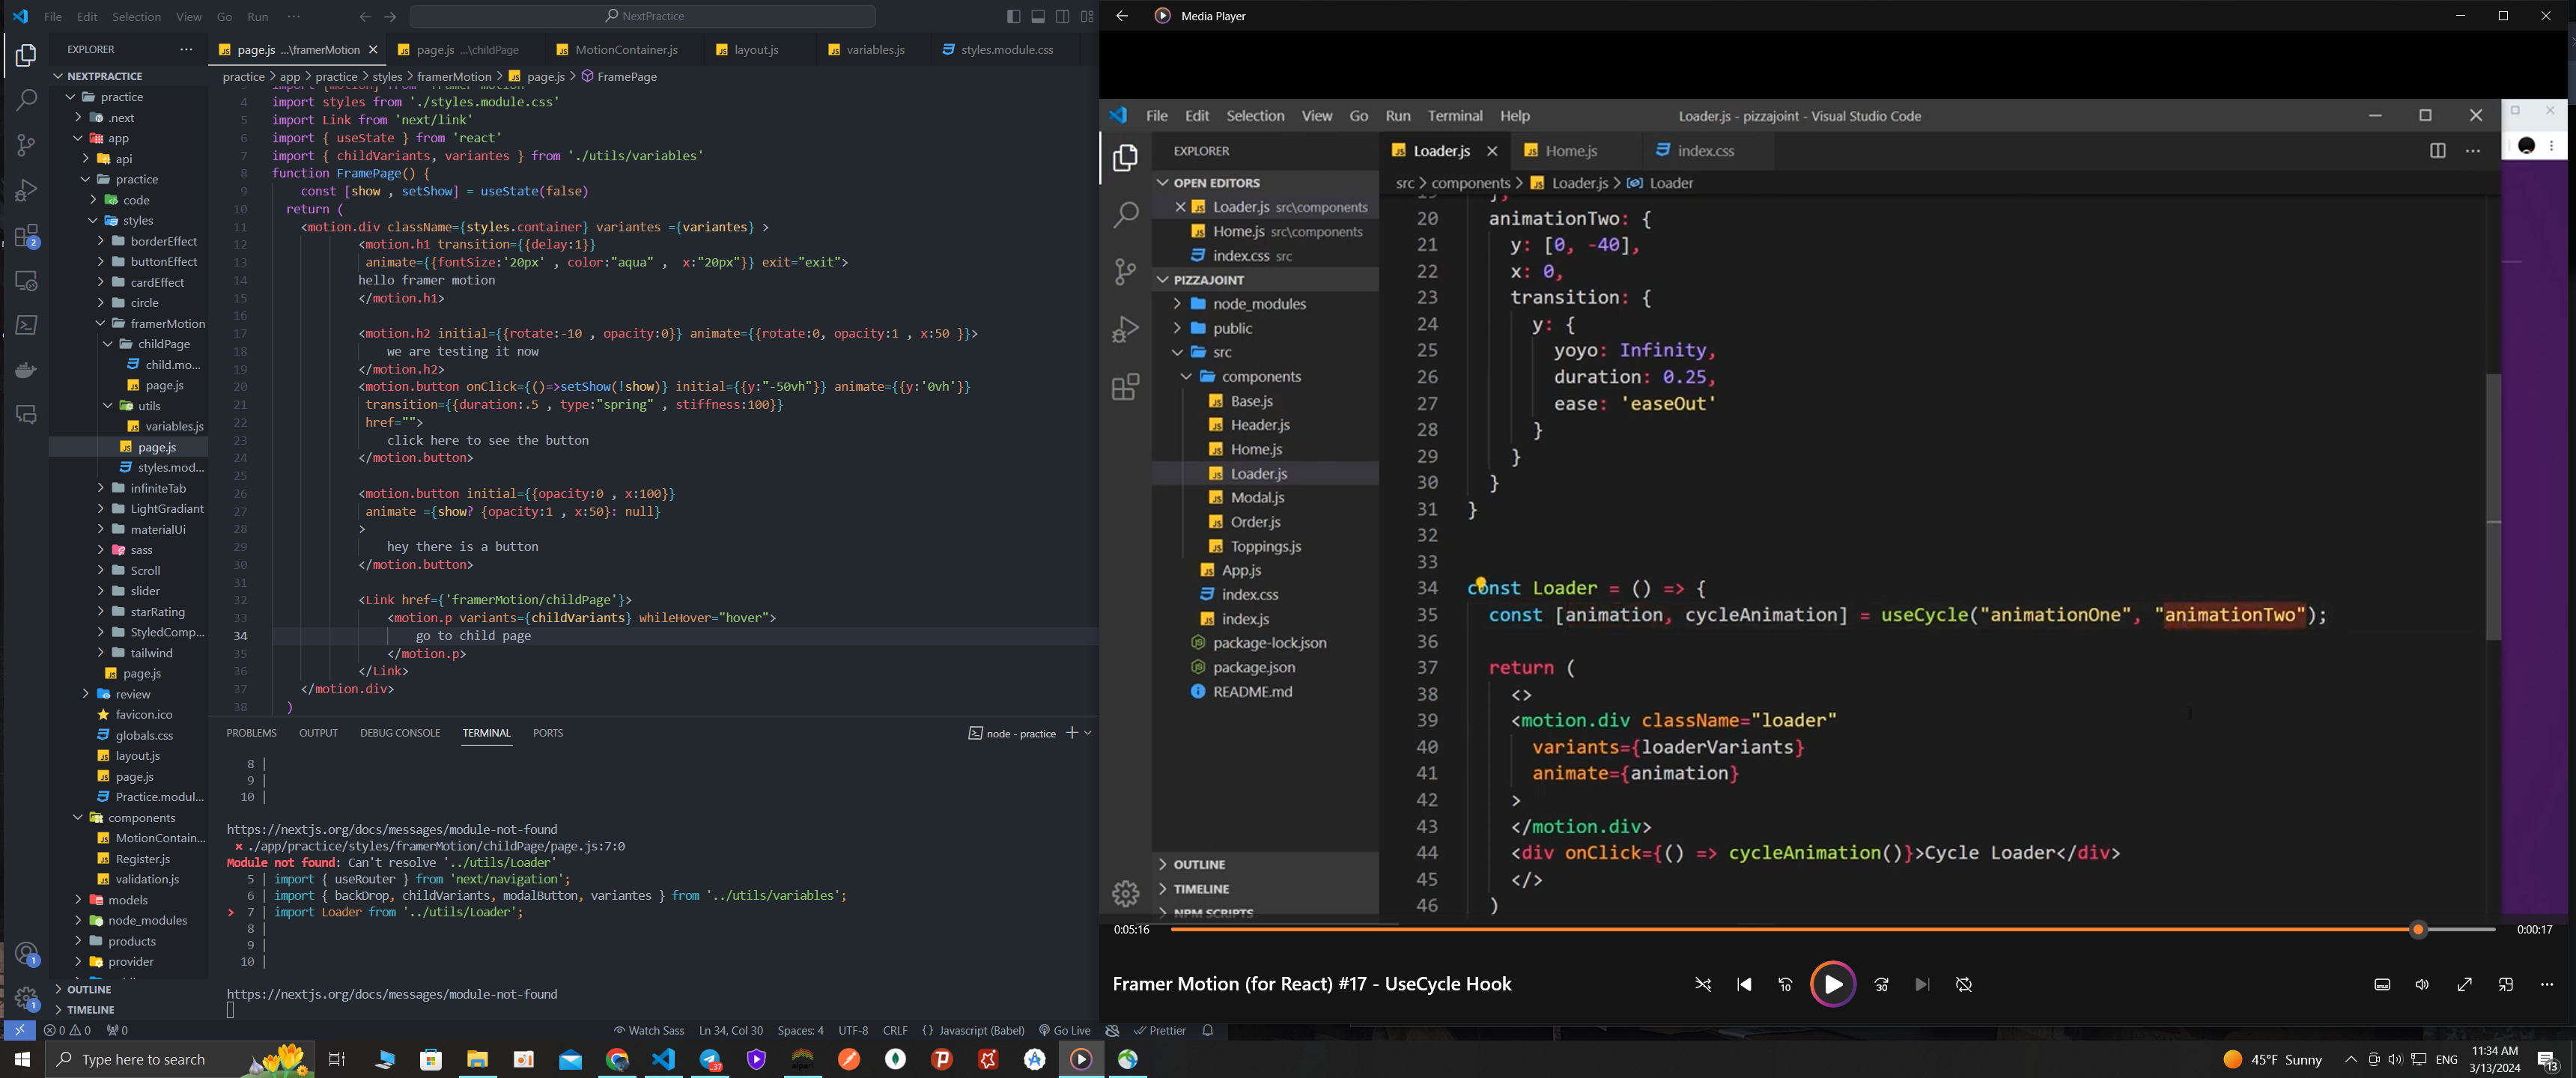 File Edit Selection View Go Run ···
NextPractice
EXPLORER
page.js ...\framerMotion
page.js ...\childPage
MotionContainer.js
layout.js
variables.js
styles.module.css
NEXTPRACTICE
practice > app > practice > styles > framerMotion > page.js > FramePage
practice
.next
app
api
practice
code
styles
borderEffect
buttonEffect
cardEffect
circle
framerMotion
childPage
child.mo...
page.js
utils
variables.js
page.js
styles.mod...
infiniteTab
LightGradiant
materialUi
sass
Scroll
slider
starRating
StyledComp...
tailwind
page.js
review
favicon.ico
globals.css
layout.js
page.js
Practice.modul...
components
MotionContain...
Register.js
validation.js
models
node_modules
products
provider
OUTLINE
TIMELINE
4 import styles from './styles.module.css'
5 import Link from 'next/link'
6 import { useState } from 'react'
7 import { childVariants, variantes } from './utils/variables'
8 function FramePage() {
9 const [show , setShow] = useState(false)
10 return (
11 <motion.div className={styles.container} variantes ={variantes} >
12 <motion.h1 transition={{delay:1}}
13 animate={{fontSize:'20px' , color:"aqua" , x:"20px"}} exit="exit">
14 hello framer motion
15 </motion.h1>
16
17 <motion.h2 initial={{rotate:-10 , opacity:0}} animate={{rotate:0, opacity:1 , x:50 }}>
18 we are testing it now
19 </motion.h2>
20 <motion.button onClick={()=>setShow(!show)} initial={{y:"-50vh"}} animate={{y:'0vh'}}
21 transition={{duration:.5 , type:"spring" , stiffness:100}}
22 href="">
23 click here to see the button
24 </motion.button>
25
26 <motion.button initial={{opacity:0 , x:100}}
27 animate ={show? {opacity:1 , x:50}: null}
28 >
29 hey there is a button
30 </motion.button>
31
32 <Link href={'framerMotion/childPage'}>
33 <motion.p variants={childVariants} whileHover="hover">
34 go to child page
35 </motion.p>
36 </Link>
37 </motion.div>
38 )
PROBLEMS OUTPUT DEBUG CONSOLE TERMINAL PORTS
node - practice
8 |
9 |
10 |
https://nextjs.org/docs/messages/module-not-found
× ./app/practice/styles/framerMotion/childPage/page.js:7:0
Module not found: Can't resolve '../utils/Loader'
5 | import { useRouter } from 'next/navigation';
6 | import { backDrop, childVariants, modalButton, variantes } from '../utils/variables';
> 7 | import Loader from '../utils/Loader';
8 |
9 |
10 |
https://nextjs.org/docs/messages/module-not-found
0 0 0
Watch Sass Ln 34, Col 30 Spaces: 4 UTF-8 CRLF {} Javascript (Babel) Go Live Prettier
Media Player
File Edit Selection View Go Run Terminal Help
Loader.js - pizzajoint - Visual Studio Code
EXPLORER
Loader.js
Home.js
index.css
OPEN EDITORS
src > components > Loader.js > Loader
Loader.js src\components
Home.js src\components
index.css src
PIZZAJOINT
node_modules
public
src
components
Base.js
Header.js
Home.js
Loader.js
Modal.js
Order.js
Toppings.js
App.js
index.css
index.js
package-lock.json
package.json
README.md
OUTLINE
TIMELINE
NPM SCRIPTS
20 animationTwo: {
21 y: [0, -40],
22 x: 0,
23 transition: {
24 y: {
25 yoyo: Infinity,
26 duration: 0.25,
27 ease: 'easeOut'
28 }
29 }
30 }
31 }
32
33
34 const Loader = () => {
35 const [animation, cycleAnimation] = useCycle("animationOne", "animationTwo");
36
37 return (
38 <>
39 <motion.div className="loader"
40 variants={loaderVariants}
41 animate={animation}
42 >
43 </motion.div>
44 <div onClick={() => cycleAnimation()}>Cycle Loader</div>
45 </>
46 )
0:05:16
0:00:17
Framer Motion (for React) #17 - UseCycle Hook
10
30
Type here to search
37
45°F Sunny
ENG
11:34 AM
3/13/2024
13